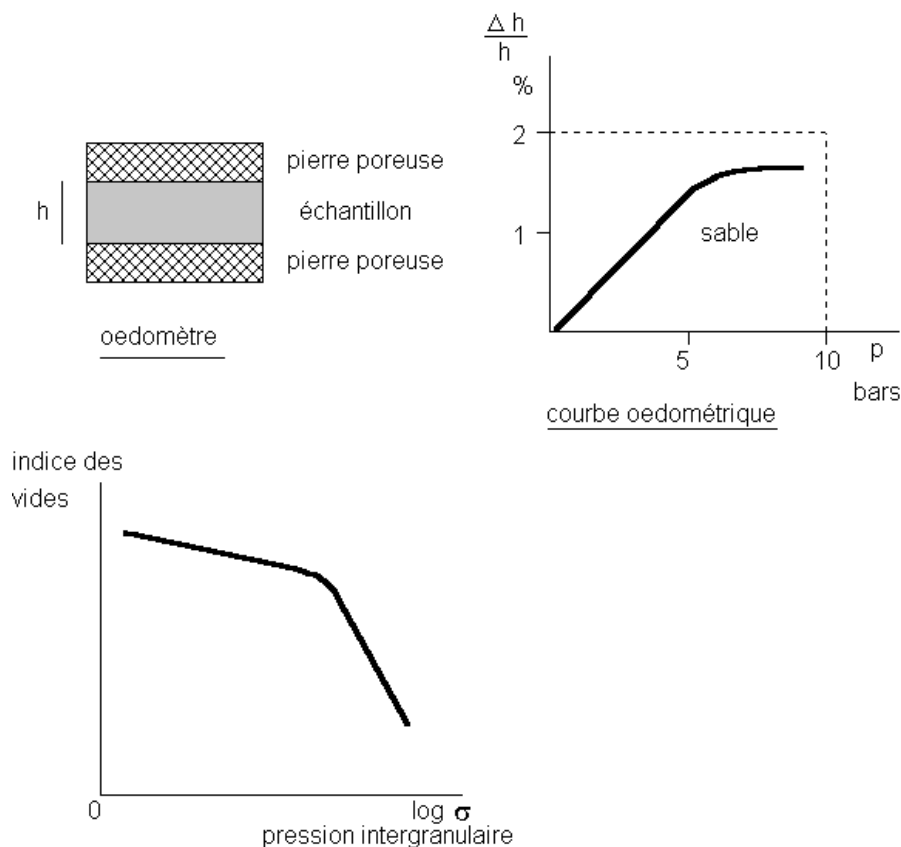 Δ h
h
%
2
1
sable
5
10
p
bars
courbe oedométrique
pierre poreuse
h
échantillon
pierre poreuse
oedomètre
indice des
vides
0
log σ
pression intergranulaire